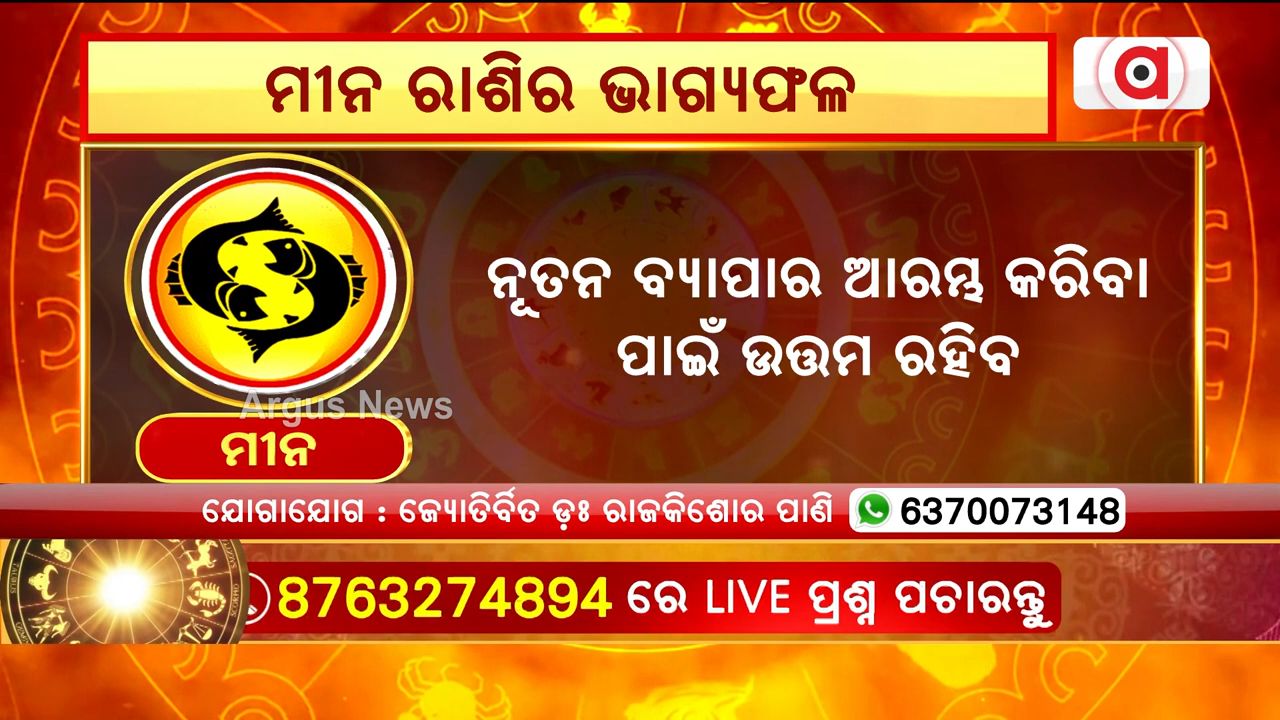 ମୀନ ରାଶିର ଭାଗ୍ୟଫଳ
a
ନୂତନ ବ୍ୟାପାର ଆରମ୍ଭ କରିବା
ପାଇଁ ଉତ୍ତମ ରହିବ
Argus News
ମୀନ
ଯୋଗାଯୋଗ : ଜ୍ୟୋତିର୍ବିତ ଡ଼ଃ ରାଜକିଶୋର ପାଣି 6370073148
8763274894 ରେ LIVE ପ୍ରଶ୍ନ ପଚାରନ୍ତୁ